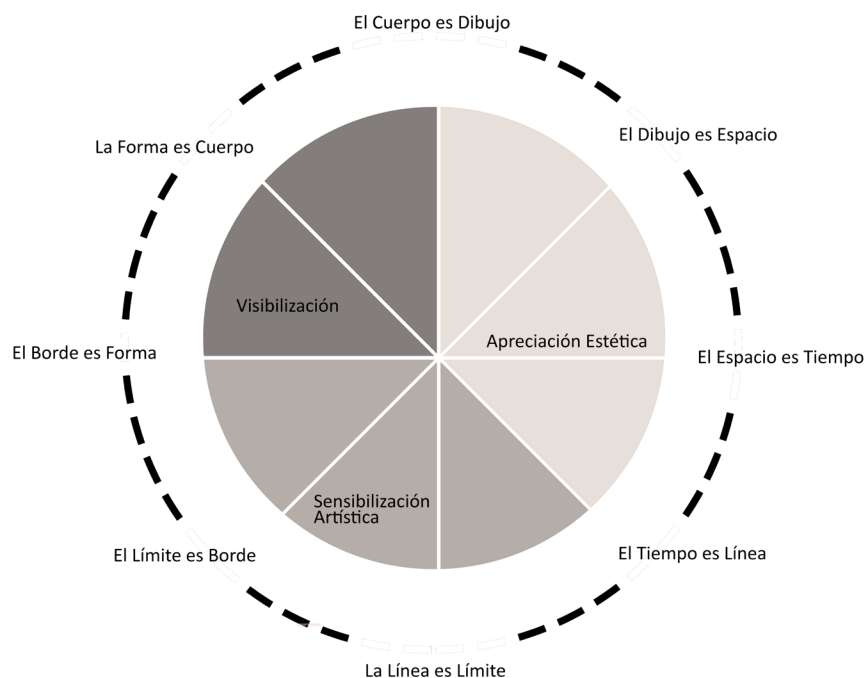 El Cuerpo es Dibujo
El Dibujo es Espacio
La Forma es Cuerpo
Visibilización
Apreciación Estética
El Borde es Forma
El Espacio es Tiempo
Sensibilización
Artística
El Límite es Borde
El Tiempo es Línea
La Línea es Límite